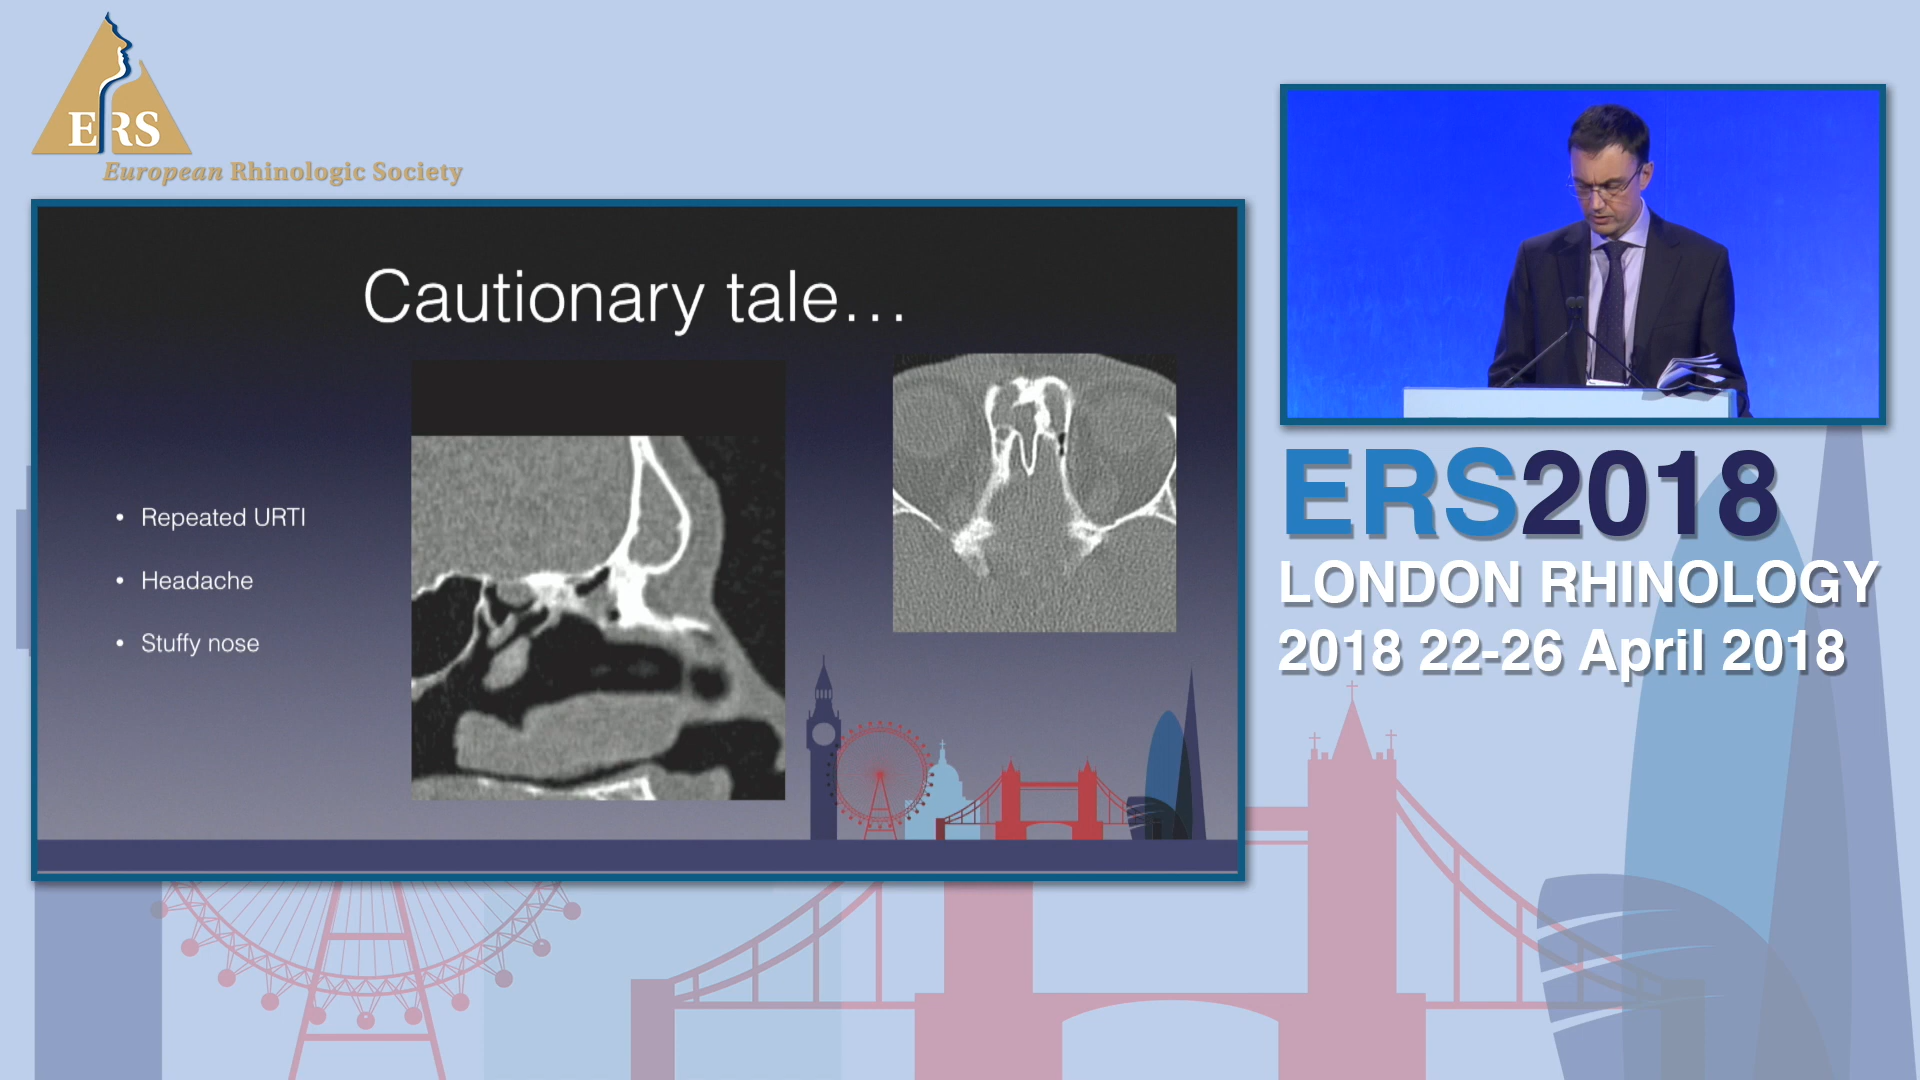 ERS
European Rhinologic Society
Cautionary tale...
• Repeated URTI
• Headache
• Stuffy nose
ERS2018
LONDON RHINOLOGY
2018 22-26 April 2018